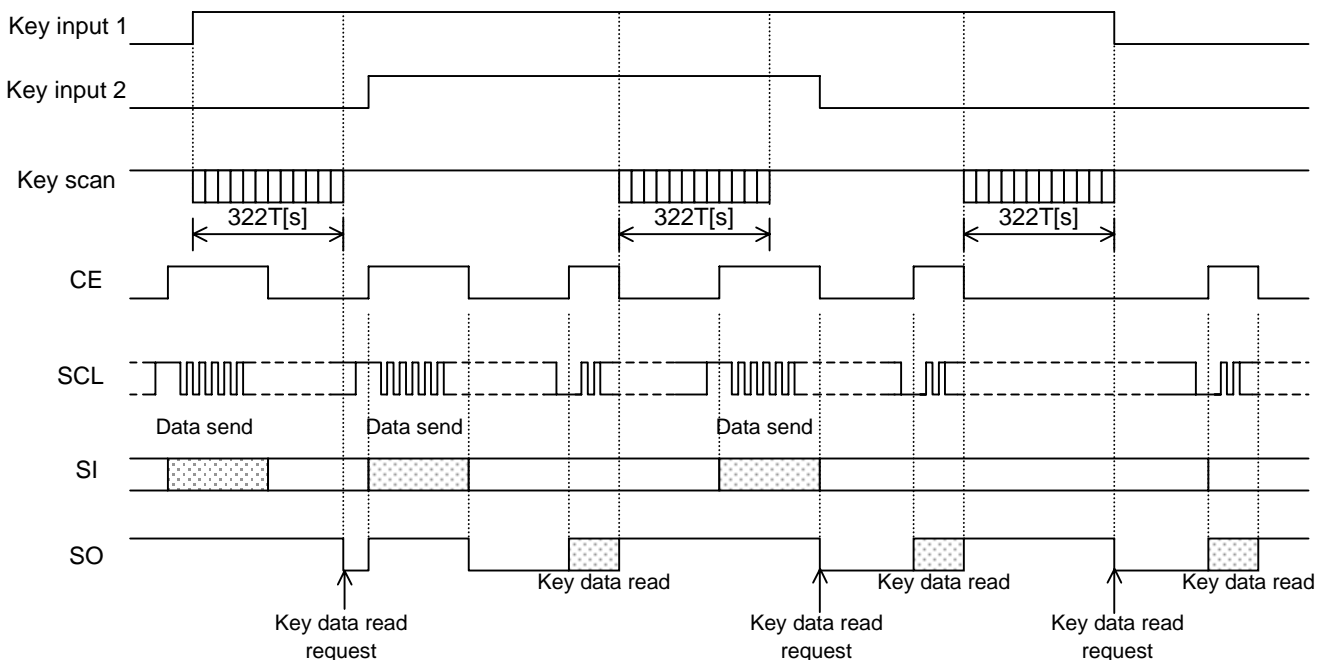 Key input 1
Key input 2
Key scan
322T[s]
322T[s]
322T[s]
CE
SCL
Data send
Data send
Data send
SI
SO
Key data read
Key data read
Key data read
Key data read
request
Key data read
request
Key data read
request